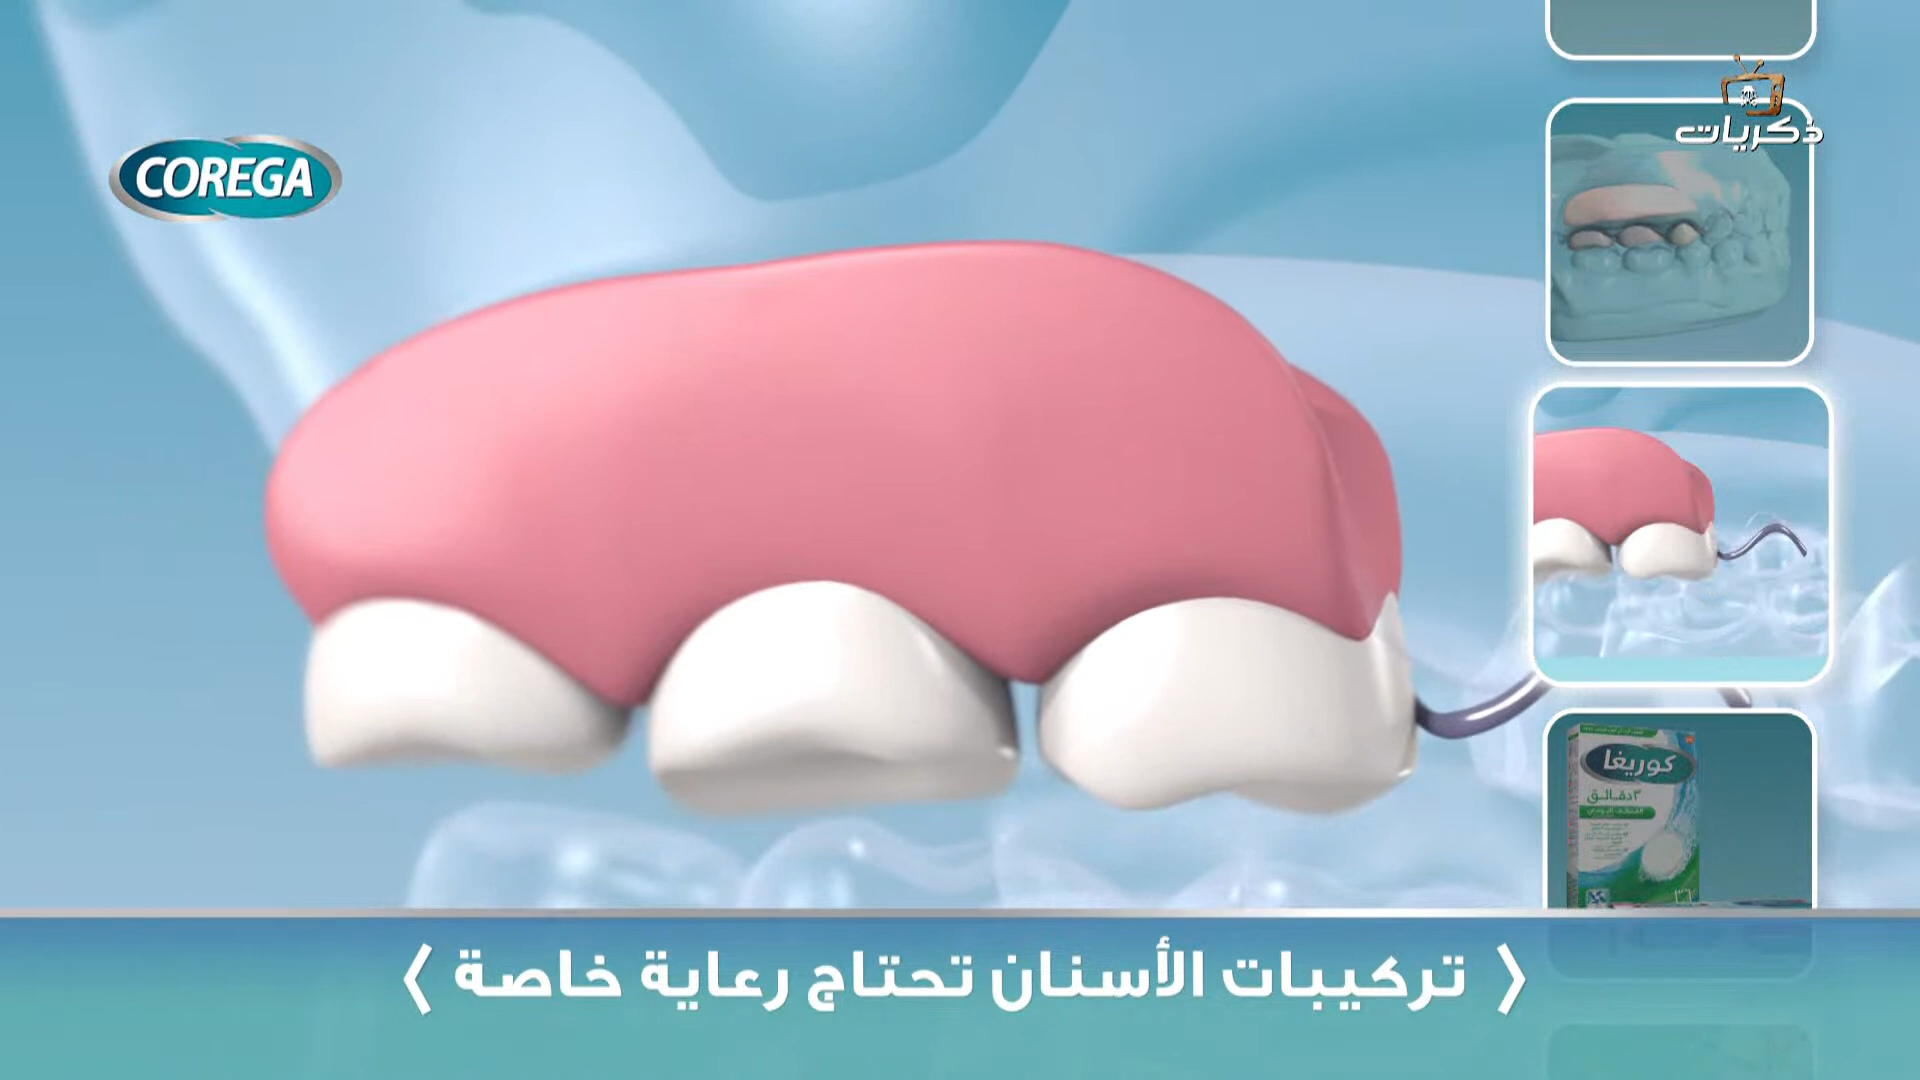 COREGA
ذكريات
كوريغا
٣ دقائق
تركيبات الأسنان تحتاج رعاية خاصة